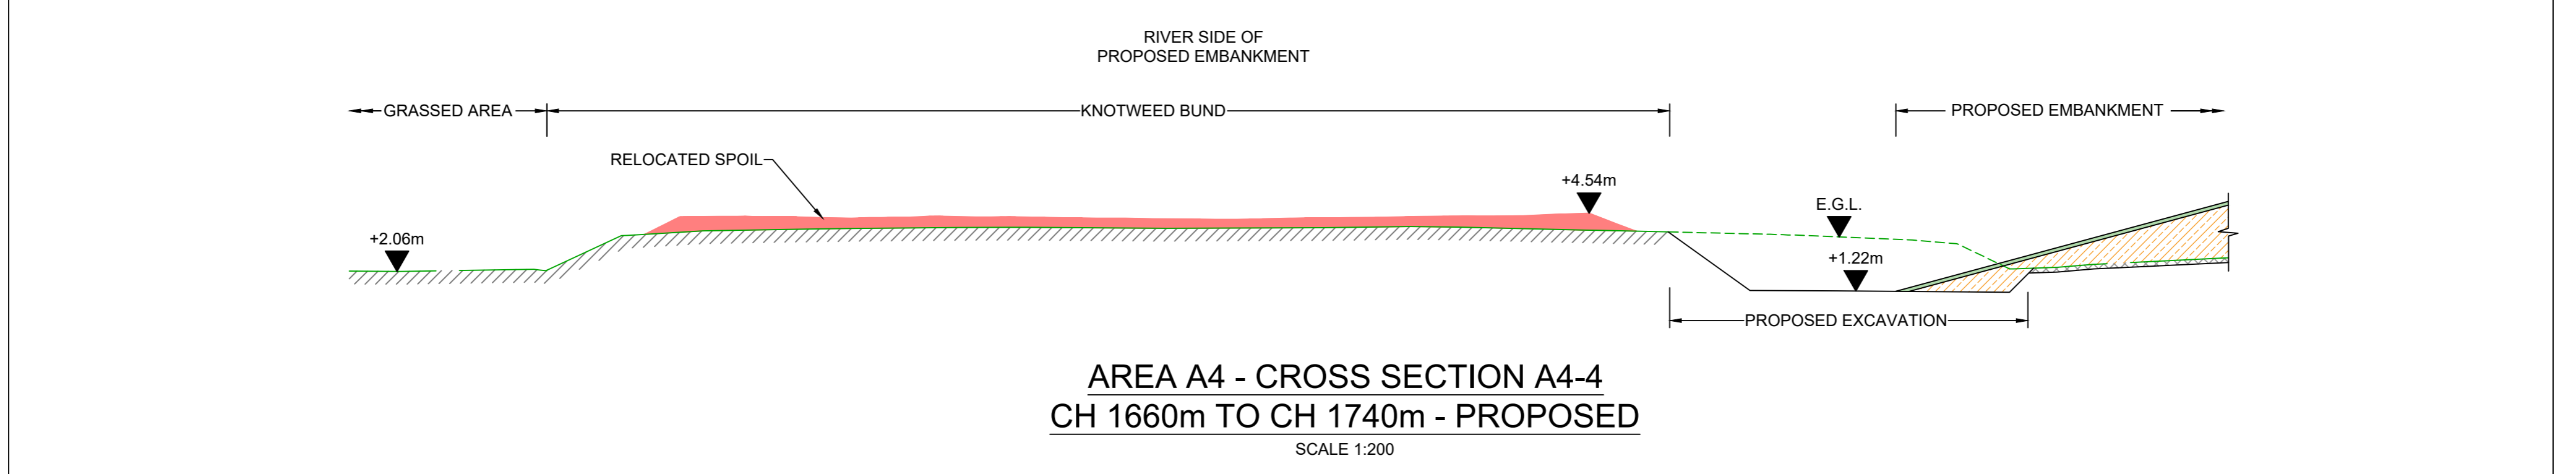 RIVER SIDE OF
PROPOSED EMBANKMENT
GRASSED AREA
KNOTWEED BUND
PROPOSED EMBANKMENT
RELOCATED SPOIL
+4.54m
E.G.L.
+2.06m
+1.22m
PROPOSED EXCAVATION
AREA A4 - CROSS SECTION A4-4
CH 1660m TO CH 1740m - PROPOSED
SCALE 1:200